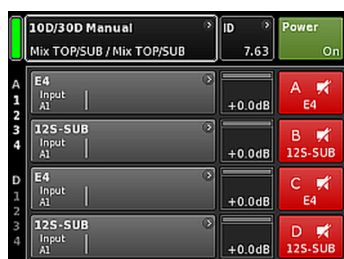 10D/30D Manual
Mix TOP/SUB / Mix TOP/SUB
ID
7.63
Power
On
A
1
2
3
4
D
1
2
3
4
E4
Input
A1
+0.0dB
A
E4
12S-SUB
Input
A1
+0.0dB
B
12S-SUB
E4
Input
A1
+0.0dB
C
E4
12S-SUB
Input
A1
+0.0dB
D
12S-SUB